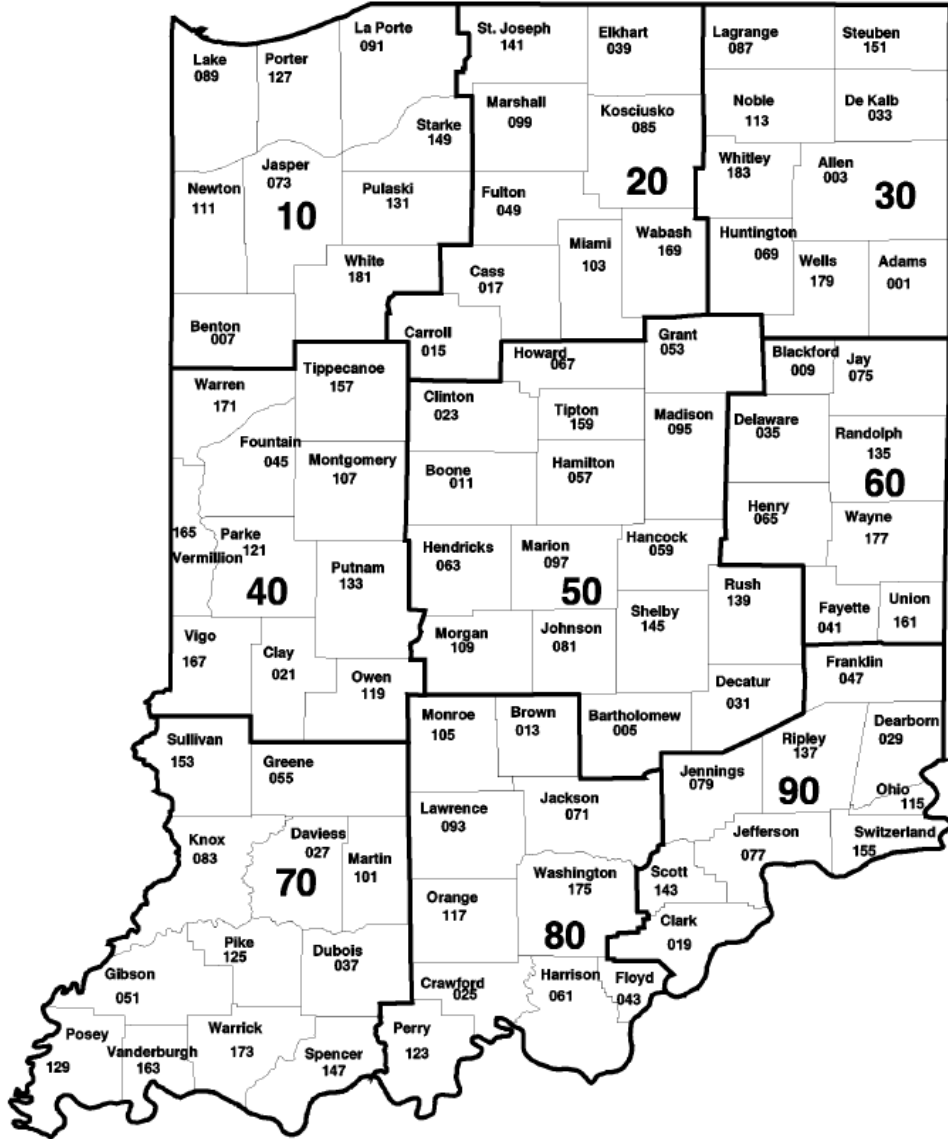 Lake
089
Porter
127
La Porte
091
St. Joseph
141
Elkhart
039
Lagrange
087
Steuben
151
Marshall
099
Kosciusko
085
Noble
113
De Kalb
033
Starke
149
Jasper
073
Newton
111
10
Pulaski
131
Fulton
049
20
Whitley
183
Allen
003
30
White
181
Cass
017
Miami
103
Wabash
169
Huntington
069
Wells
179
Adams
001
Benton
007
Carroll
015
Howard
067
Grant
053
Blackford
009
Jay
075
Tippecanoe
157
Warren
171
Clinton
023
Tipton
159
Madison
095
Delaware
035
Randolph
135
60
Fountain
045
Montgomery
107
Boone
011
Hamilton
057
Henry
065
Wayne
177
165
Vermillion
Parke
121
40
Putnam
133
Hendricks
063
Marion
097
50
Hancock
059
Rush
139
Fayette
041
Union
161
Shelby
145
Vigo
167
Clay
021
Morgan
109
Johnson
081
Owen
119
Decatur
031
Franklin
047
Monroe
105
Brown
013
Bartholomew
005
Dearborn
029
Sullivan
153
Greene
055
Jennings
079
Ripley
137
90
Ohio
115
Lawrence
093
Jackson
071
Jefferson
077
Switzerland
155
Knox
083
Daviess
027
70
Martin
101
Washington
175
80
Scott
143
Orange
117
Clark
019
Pike
125
Dubois
037
Gibson
051
Crawford
025
Harrison
061
Floyd
043
Posey
129
Vanderburgh
163
Warrick
173
Spencer
147
Perry
123